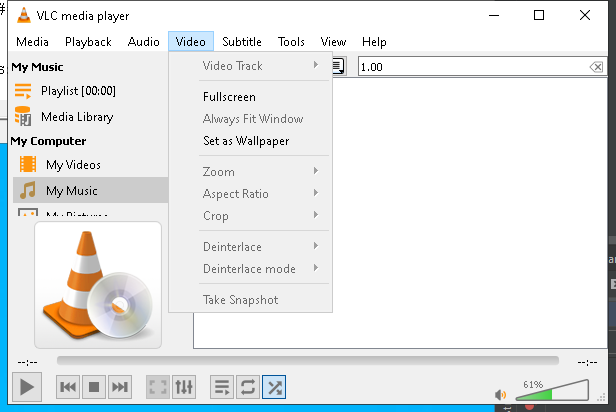 #
VLC media player
Media Playback Audio Video Subtitle Tools View Help
My Music
Playlist [00:00]
Media Library
My Computer
My Videos
My Music
My Pictures
Video Track
Fullscreen
Always Fit Window
Set as Wallpaper
Zoom
Aspect Ratio
Crop
Deinterlace
Deinterlace mode
Take Snapshot
1.00
--:-- --:--
61%